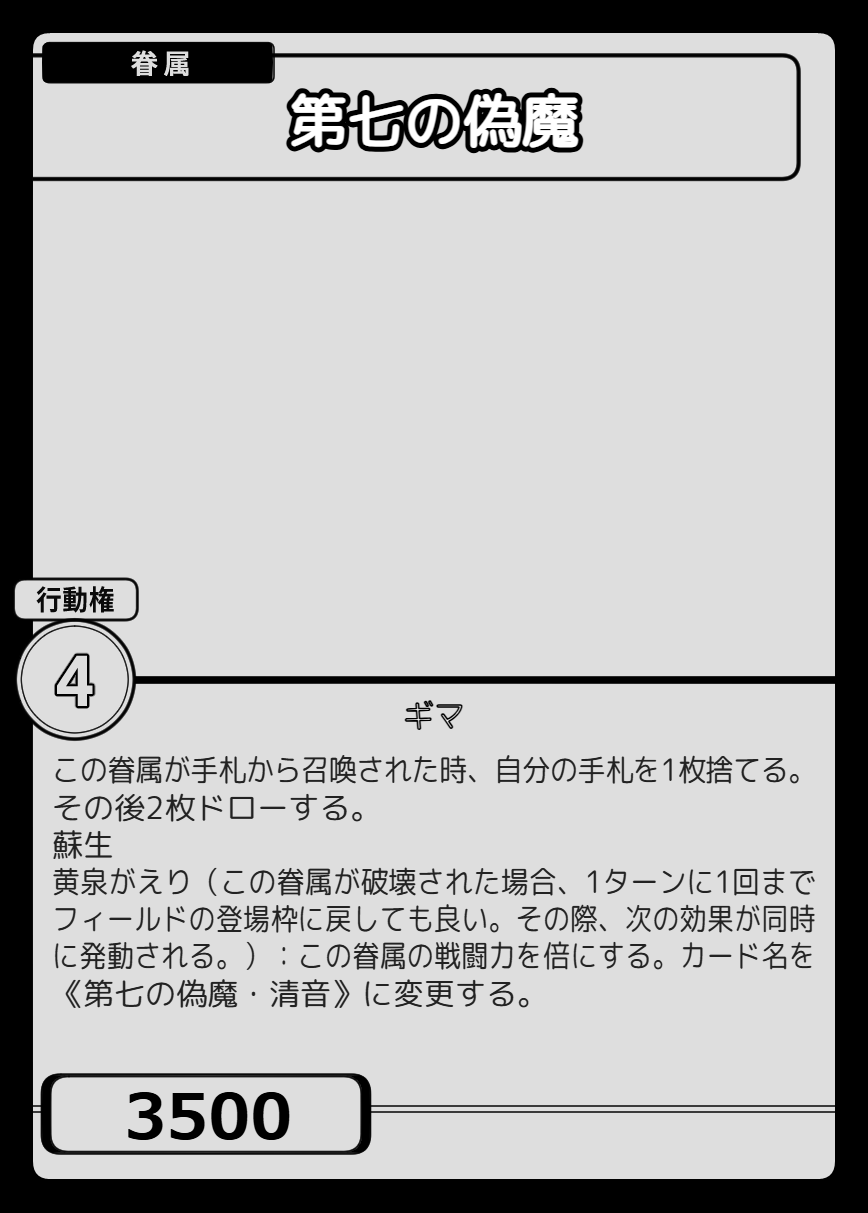 眷属
第七の偽魔
行動権
4
ギマ
この眷属が手札から召喚された時、自分の手札を1枚捨てる。
その後2枚ドローする。
蘇生
黄泉がえり（この眷属が破壊された場合、1ターンに1回まで
フィールドの登場枠に戻しても良い。その際、次の効果が同時
に発動される。）：この眷属の戦闘力を倍にする。カード名を
《第七の偽魔・清音》に変更する。
3500